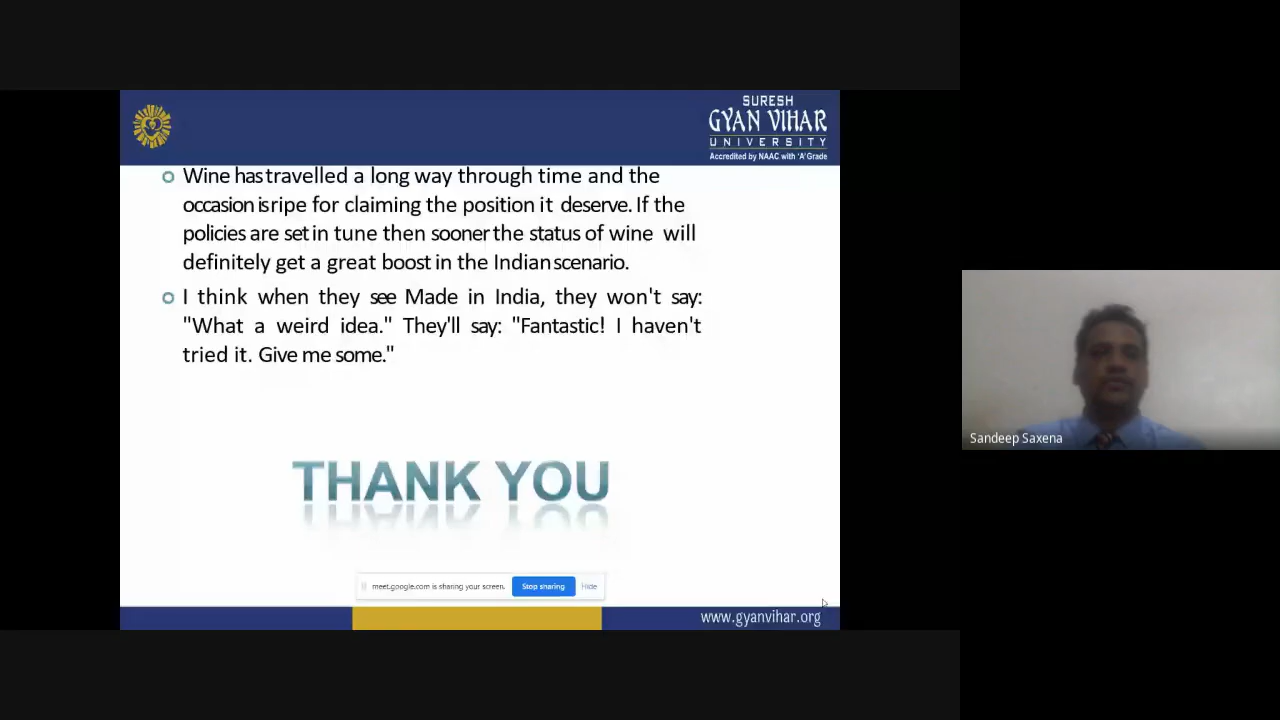 SURESH
GYAN VIHAR
UNIVERSITY
Accredited by NAAC with 'A' Grade
Wine has travelled a long way through time and the
occasion is ripe for claiming the position it deserve. If the
policies are set in tune then sooner the status of wine will
definitely get a great boost in the Indian scenario.
I think when they see Made in India, they won't say:
"What a weird idea." They'll say: "Fantastic! I haven't
tried it. Give me some."
THANK YOU
meet.google.com is sharing your screen.
Stop sharing
Hide
www.gyanvihar.org
Sandeep Saxena